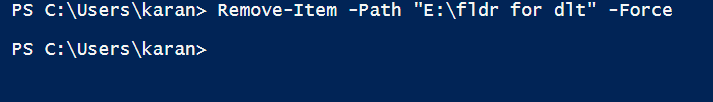 PS C:\Users\karan> Remove-Item -Path "E:\fldr for dlt" -Force
PS C:\Users\karan>